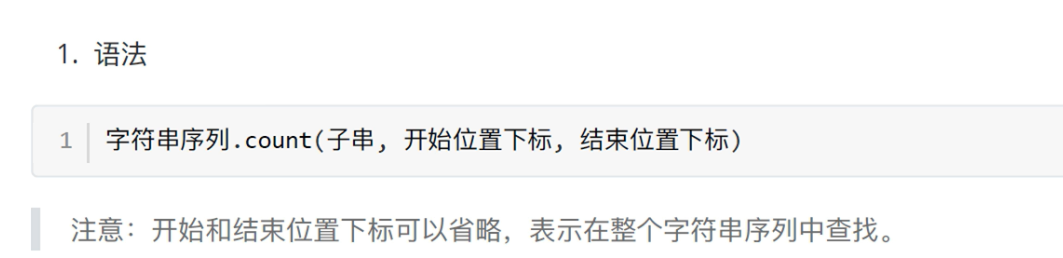 1. 语法
1 字符串序列.count(子串, 开始位置下标, 结束位置下标)
注意：开始和结束位置下标可以省略，表示在整个字符串序列中查找。